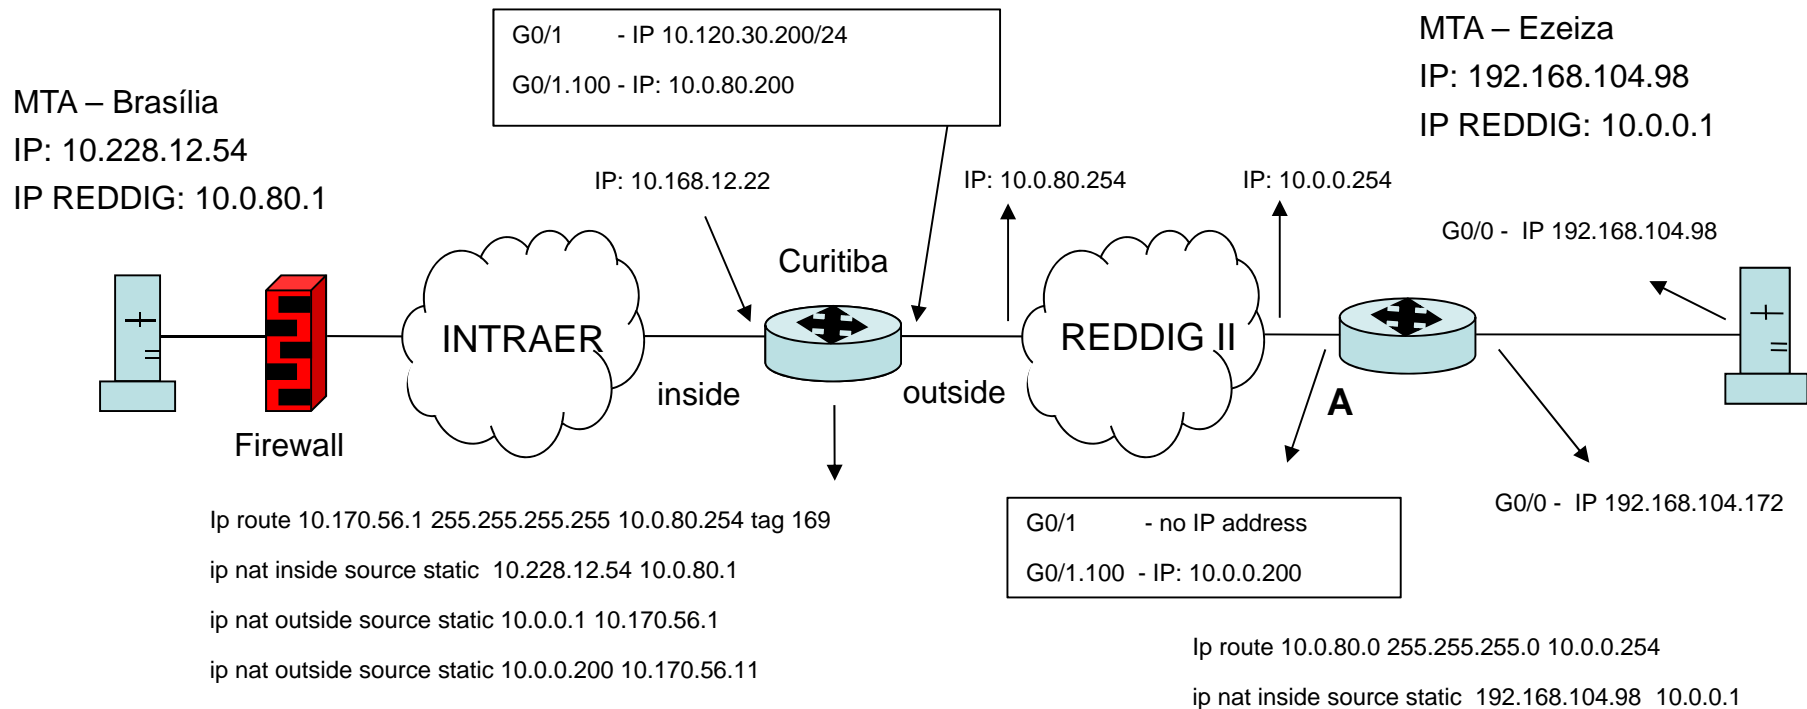 G0/1 - IP 10.120.30.200/24
G0/1.100 - IP: 10.0.80.200
MTA – Ezeiza
IP: 192.168.104.98
IP REDDIG: 10.0.0.1
MTA – Brasília
IP: 10.228.12.54
IP REDDIG: 10.0.80.1
IP: 10.168.12.22
IP: 10.0.80.254
IP: 10.0.0.254
G0/0 - IP 192.168.104.98
Curitiba
INTRAER
REDDIG II
inside
outside
A
Firewall
G0/0 - IP 192.168.104.172
G0/1 - no IP address
G0/1.100 - IP: 10.0.0.200
Ip route 10.170.56.1 255.255.255.255 10.0.80.254 tag 169
ip nat inside source static 10.228.12.54 10.0.80.1
ip nat outside source static 10.0.0.1 10.170.56.1
ip nat outside source static 10.0.0.200 10.170.56.11
Ip route 10.0.80.0 255.255.255.0 10.0.0.254
ip nat inside source static 192.168.104.98 10.0.0.1